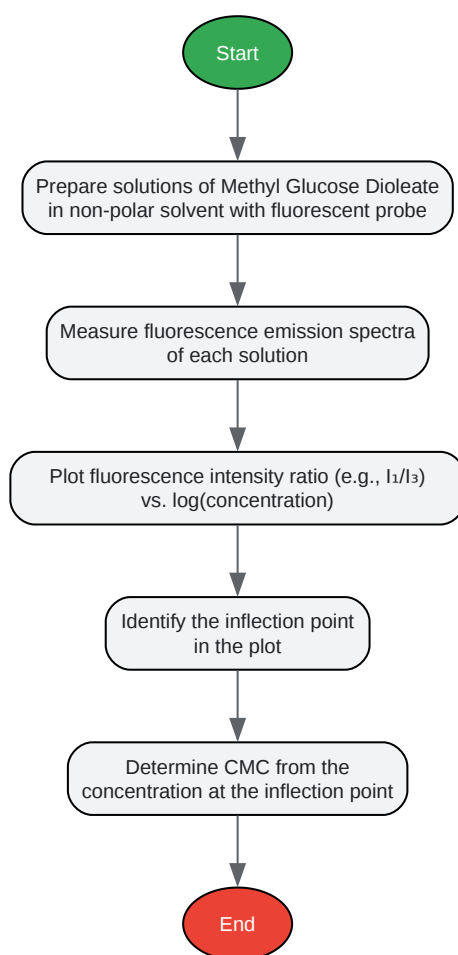 Start
Prepare solutions of Methyl Glucose Dioleate
in non-polar solvent with fluorescent probe
Measure fluorescence emission spectra
of each solution
Plot fluorescence intensity ratio (e.g., I₁/I₃)
vs. log(concentration)
Identify the inflection point
in the plot
Determine CMC from the
concentration at the inflection point
End